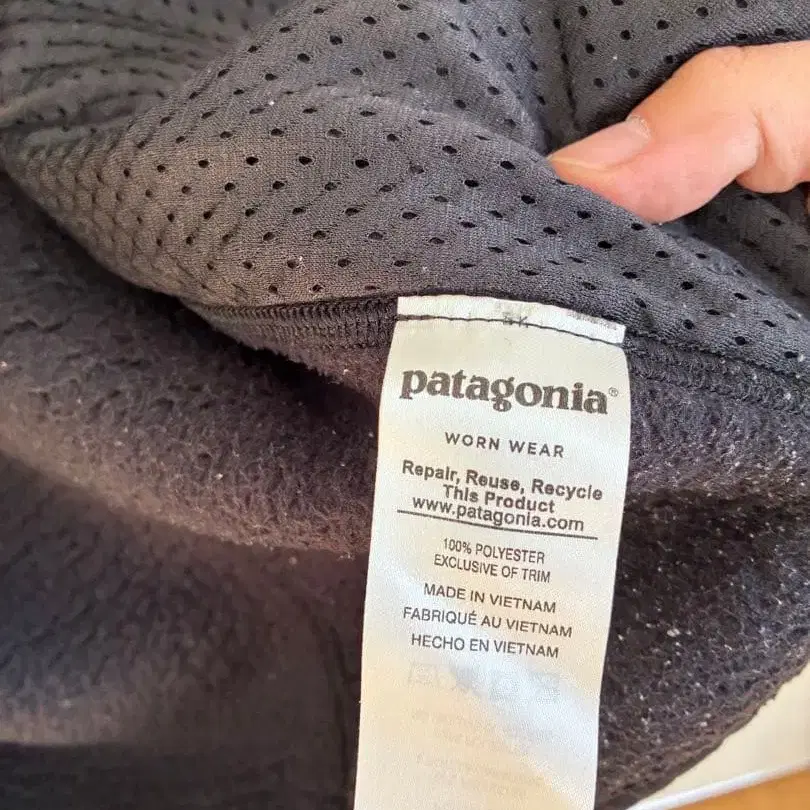 patagonia®
WORN WEAR
Repair, Reuse, Recycle
This Product
www.patagonia.com
100% POLYESTER
EXCLUSIVE OF TRIM
MADE IN VIETNAM
FABRIQUÉ AU VIETNAM
HECHO EN VIETNAM